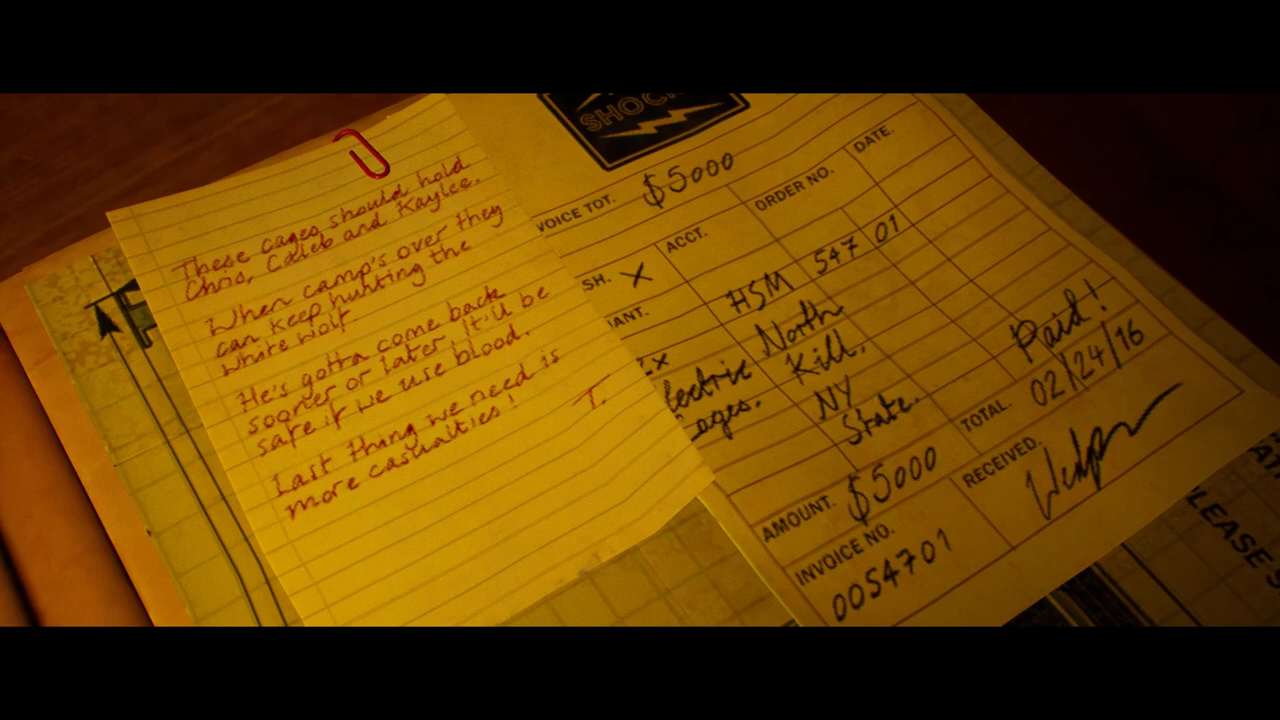 These cages should hold
Chris, Caleb and Kaylee.
When camp's over they
can keep hunting the
white wolf
He's gotta come back
sooner or later. It'll be
safe if we use blood.
Last thing we need is
more casualties!
T.
SHOCK
VOICE TOT. $5000
SH. X
ACCT.
ORDER NO.
DATE.
ANT.
HSM 547 01
lectric
ages.
North
Kill,
NY
State.
Paid!
AMOUNT. $5000
TOTAL. 02/24/16
INVOICE NO.
0054701
RECEIVED.
LEASE